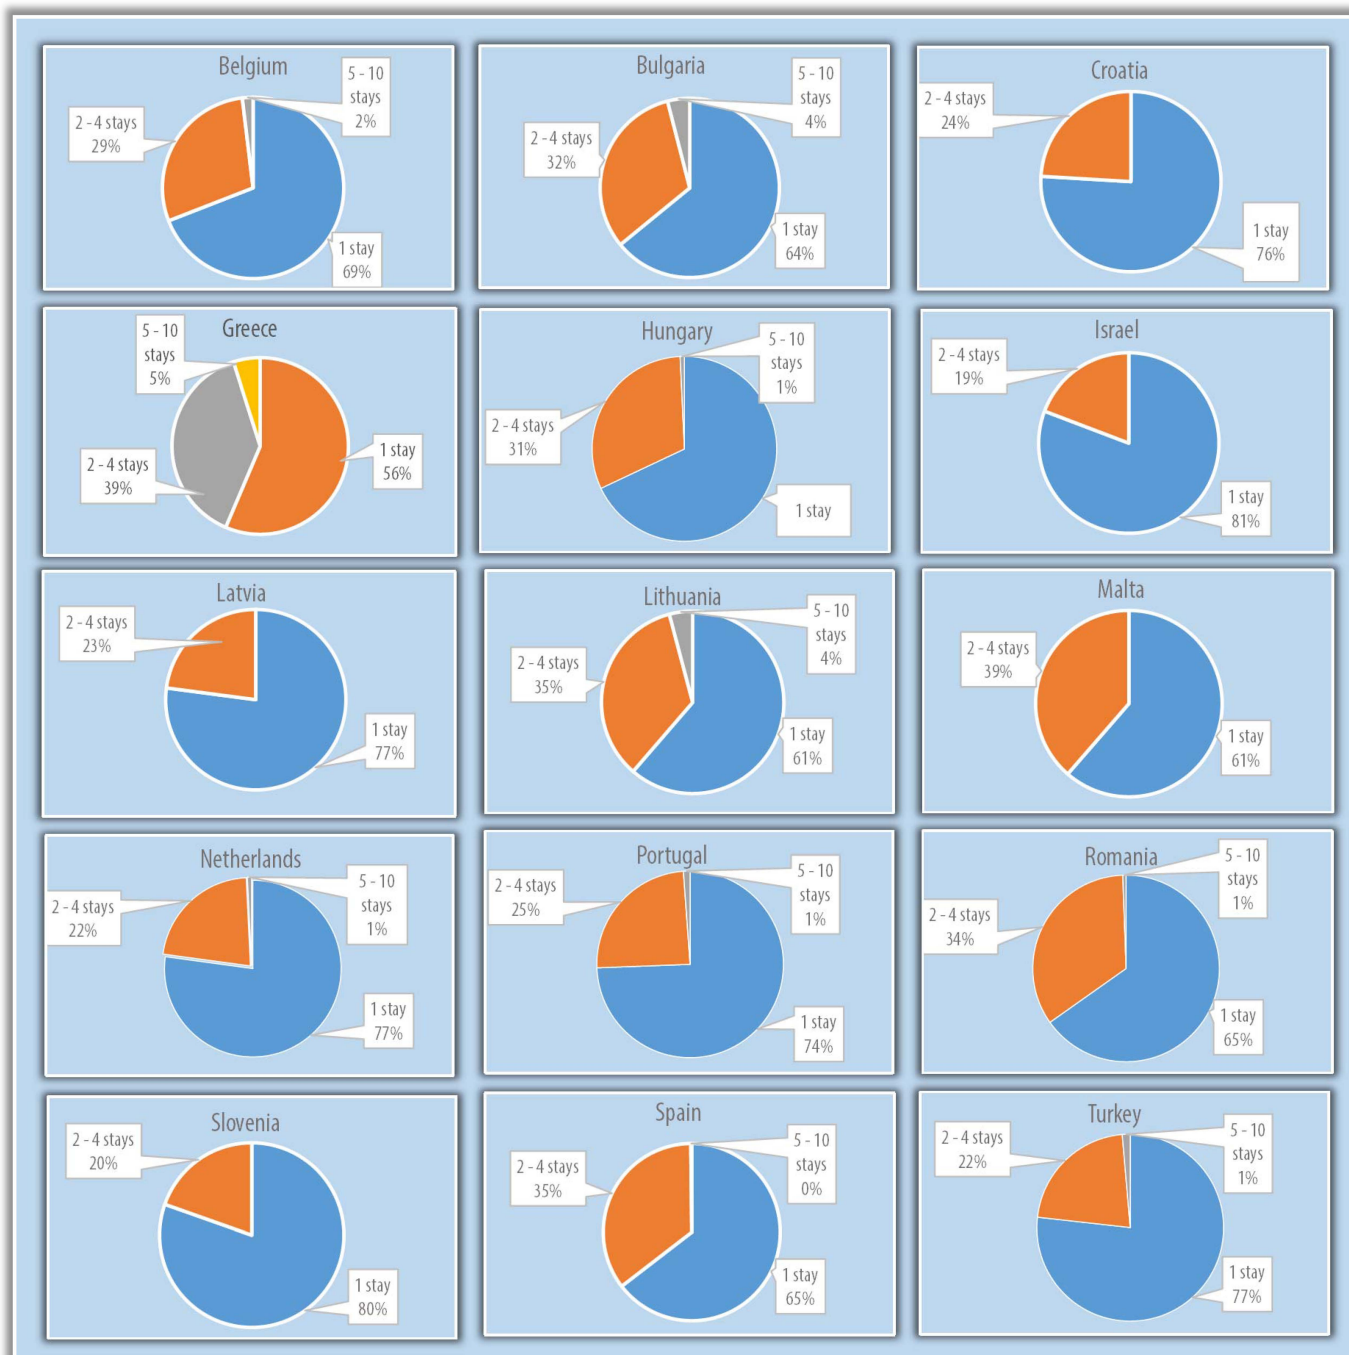 Belgium
5 - 10
stays
2%
2 - 4 stays
29%
1 stay
69%
Bulgaria
5 - 10
stays
4%
2 - 4 stays
32%
1 stay
64%
Croatia
2 - 4 stays
24%
1 stay
76%
Greece
5 - 10
stays
5%
2 - 4 stays
39%
1 stay
56%
Hungary
5 - 10
stays
1%
2 - 4 stays
31%
1 stay
Israel
2 - 4 stays
19%
1 stay
81%
Latvia
2 - 4 stays
23%
1 stay
77%
Lithuania
5 - 10
stays
4%
2 - 4 stays
35%
1 stay
61%
Malta
2 - 4 stays
39%
1 stay
61%
Netherlands
5 - 10
stays
1%
2 - 4 stays
22%
1 stay
77%
Portugal
5 - 10
stays
1%
2 - 4 stays
25%
1 stay
74%
Romania
5 - 10
stays
1%
2 - 4 stays
34%
1 stay
65%
Slovenia
2 - 4 stays
20%
1 stay
80%
Spain
5 - 10
stays
0%
2 - 4 stays
35%
1 stay
65%
Turkey
5 - 10
stays
1%
2 - 4 stays
22%
1 stay
77%